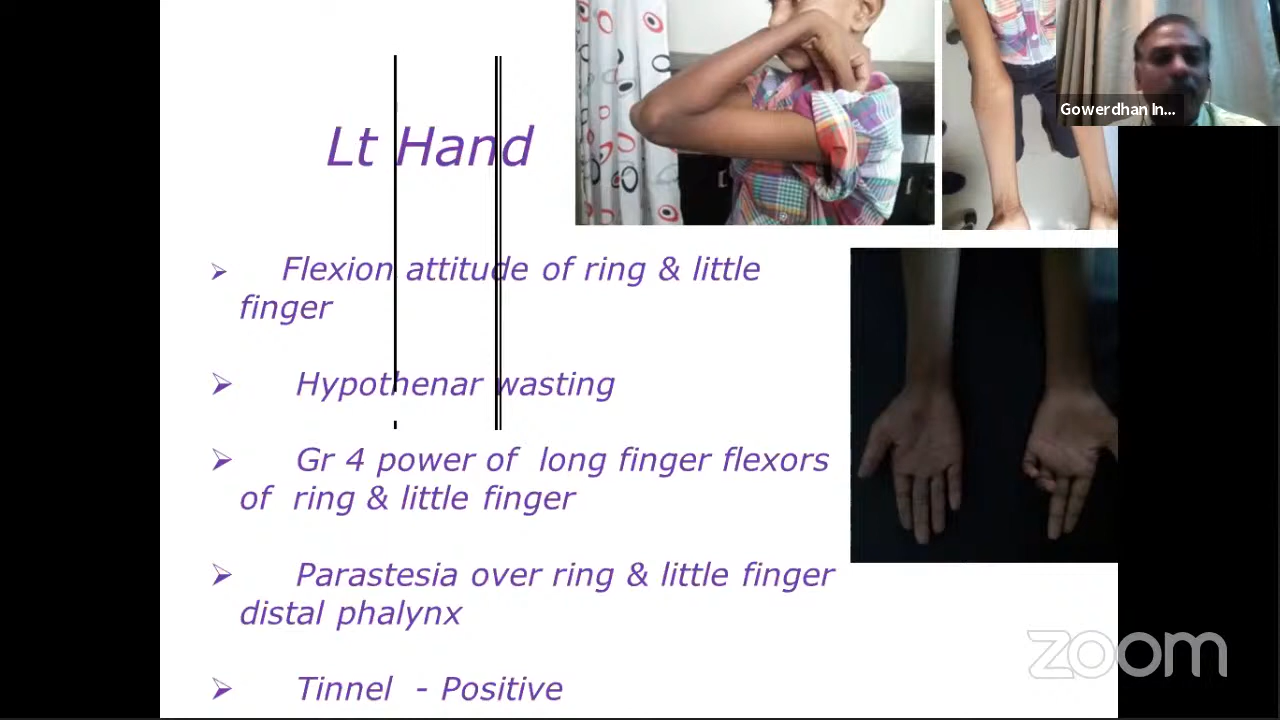 Gowerdhan In...
Lt Hand
➢ Flexion attitude of ring & little
finger
➢ Hypothenar wasting
➢ Gr 4 power of long finger flexors
of ring & little finger
➢ Parastesia over ring & little finger
distal phalynx
➢ Tinnel - Positive
zoom